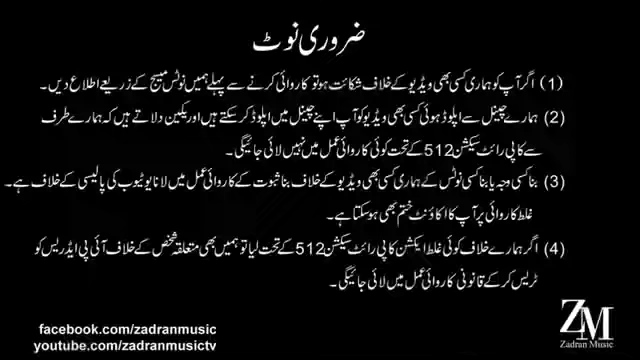 ضروری نوٹ
(1) اگر آپ کو ہماری کسی بھی ویڈیو کے خلاف شکائت ہو تو کاروائی کرنے سے پہلے ہمیں نوٹس میسج کے زریعے اطلاع دیں۔
(2) ہمارے چینل سے اپلوڈ ہوئی کسی بھی ویڈیو کو آپ اپنے چینل میں اپلوڈ کر سکتے ہیں اور یکین دلاتے ہیں کہ ہمارے طرف
سے کاپی رائٹ سیکشن 512 کے تحت کوئی کاروائی عمل میں نہیں لائی جائیگی۔
(3) بنا کسی وجہ یا بنا کسی نوٹس کے ہماری کسی بھی ویڈیو کے خلاف بنا ثبوت کے کاروائی عمل میں لانا یوٹیوب کی پالیسی کے خلاف ہے۔
غلط کاروائی پر آپ کا اکاؤنٹ ختم بھی ہو سکتا ہے۔
(4) اگر ہمارے خلاف کوئی غلط ایکشن کاپی رائٹ سیکشن 512 کے تحت لیا تو ہمیں بھی متعلقہ شخص کے خلاف آئی پی ایڈریس کو
ٹریس کر کے قانونی کاروائی عمل میں لائی جائیگی۔
ZM
Zadran Music
facebook.com/zadranmusic
youtube.com/zadranmusictv